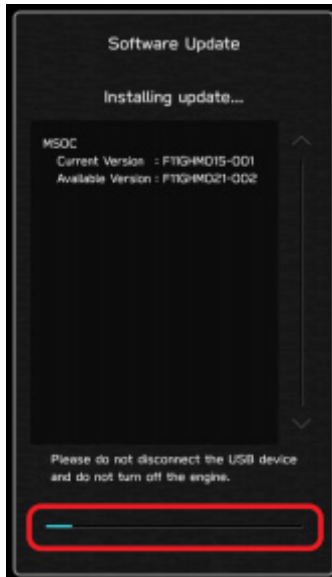 Software Update
Installing update...
MSOC
Current Version : F11GHMD15-001
Available Version : F11GHMD21-002
Please do not disconnect the USB device
and do not turn off the engine.